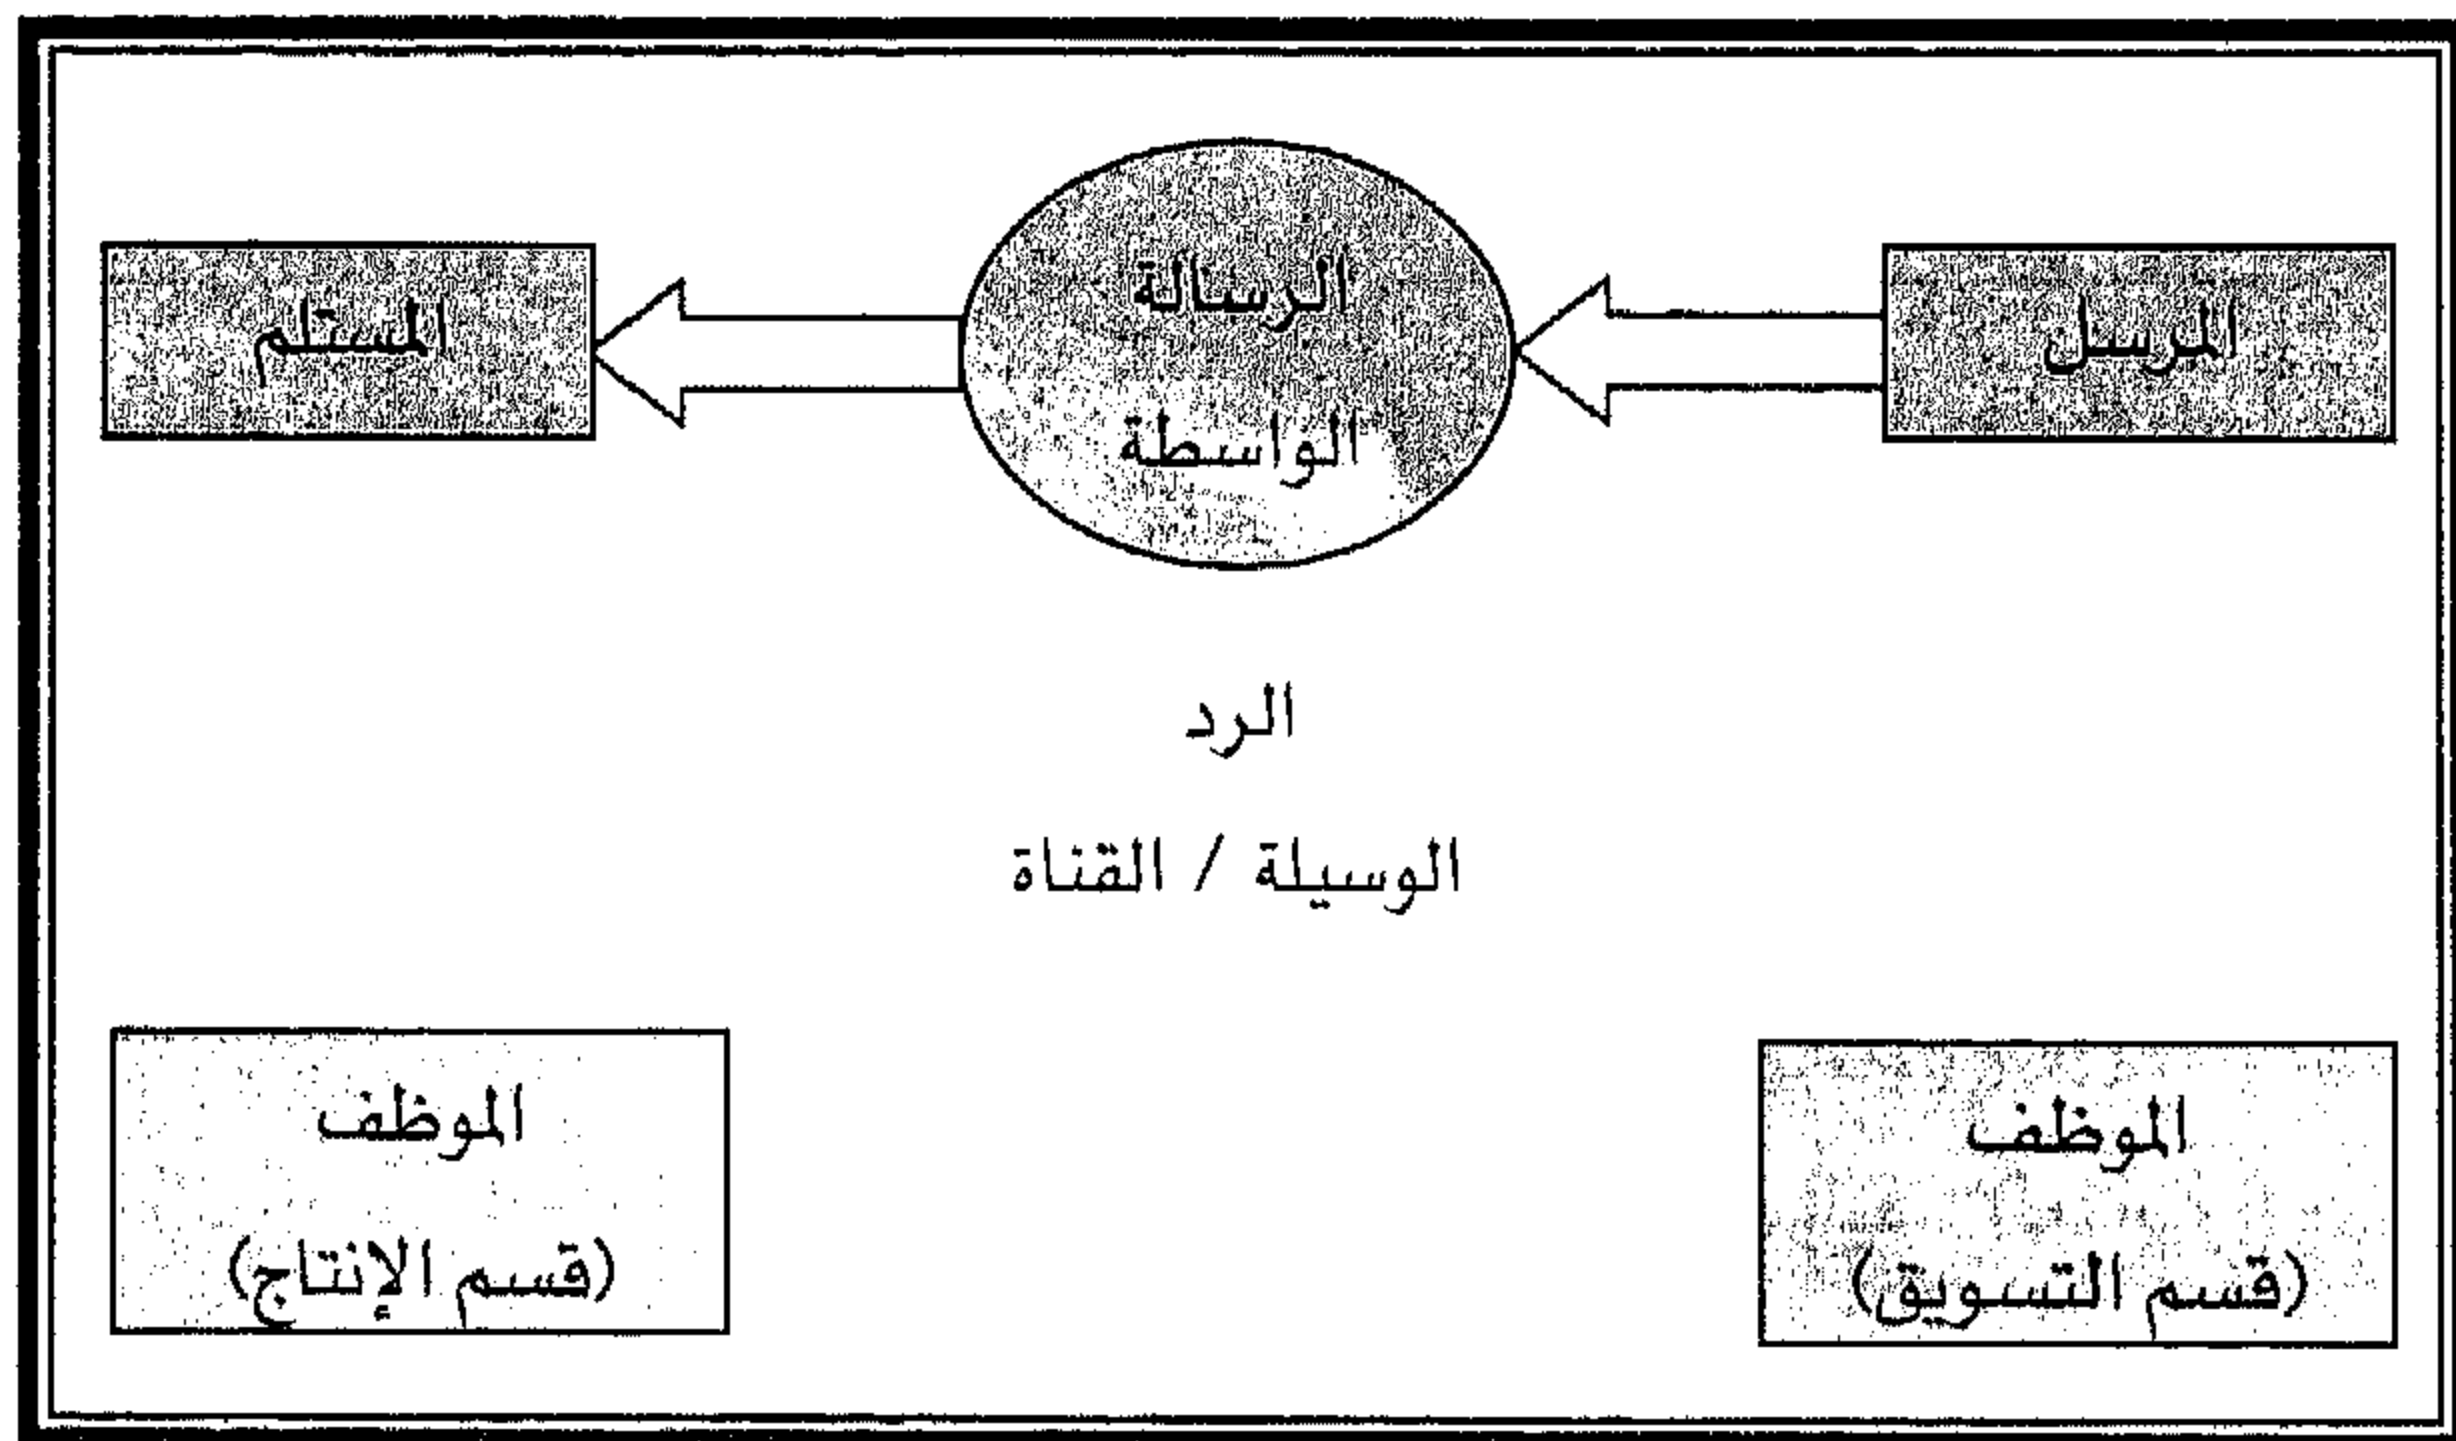 المرسل
الرسالة
الواسطة
المستلم
الرد
الوسيلة / القناة
الموظف
(قسم التسويق)
الموظف
(قسم الإنتاج)